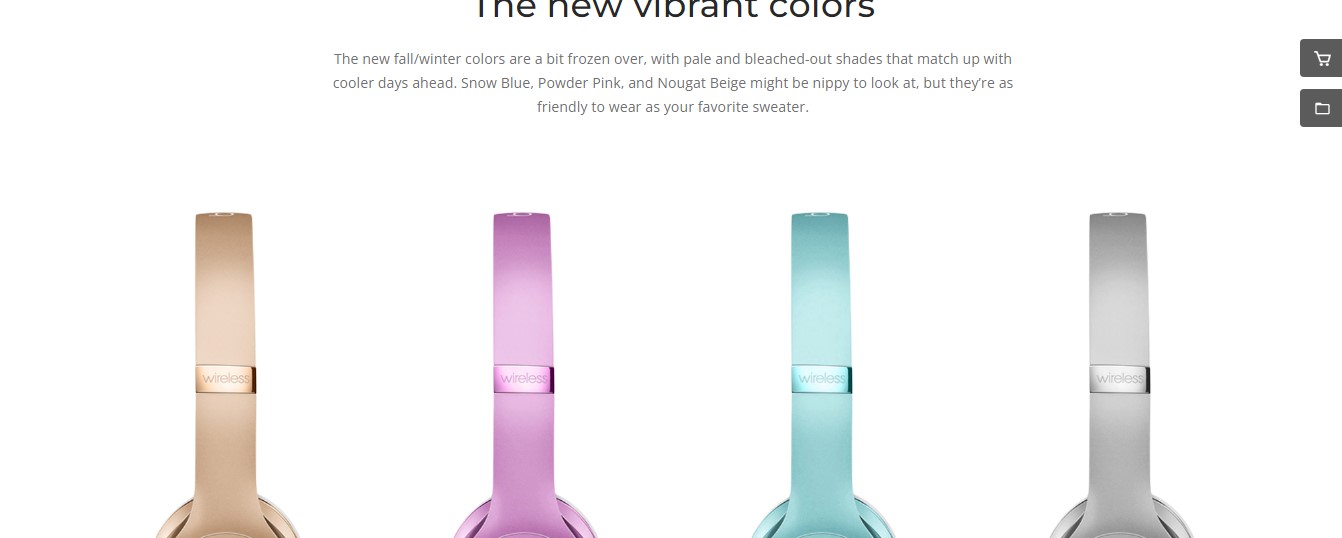 The new vibrant colors
The new fall/winter colors are a bit frozen over, with pale and bleached-out shades that match up with
cooler days ahead. Snow Blue, Powder Pink, and Nougat Beige might be nippy to look at, but they’re as
friendly to wear as your favorite sweater.
wireless wireless wireless wireless